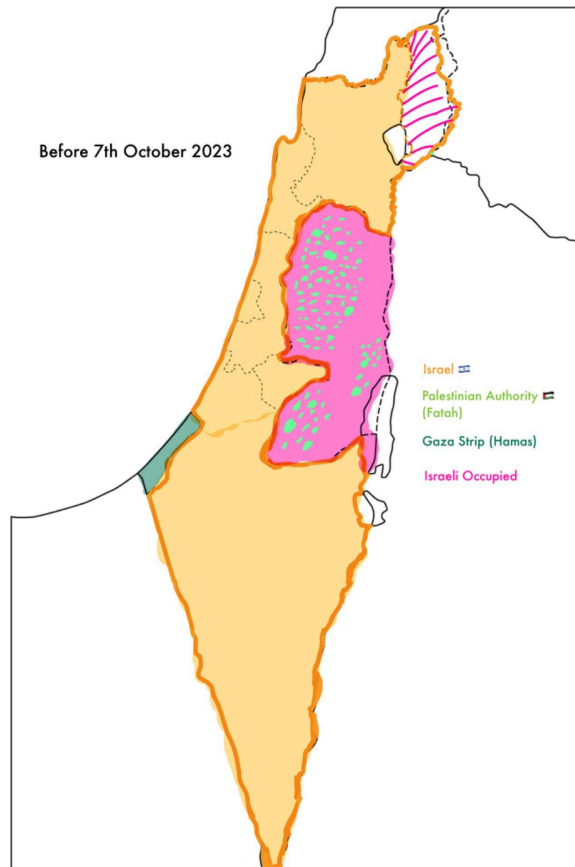 Before 7th October 2023
Israel 🇮🇱
Palestinian Authority 🇵🇸
(Fatah)
Gaza Strip (Hamas)
Israeli Occupied